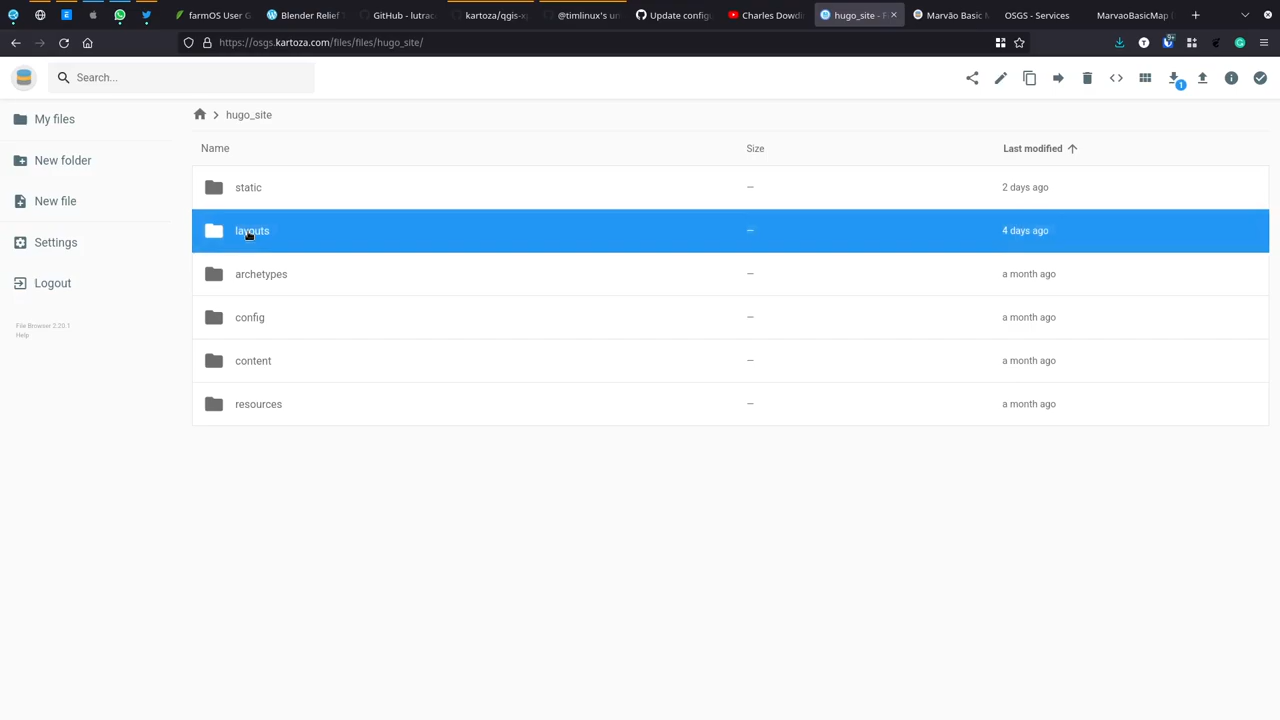 farmOS User G
Blender Relief
GitHub - lutrac
kartoza/qgis-x
@timlinux's un
Update config
Charles Dowdi
hugo_site - F
Marvão Basic M
OSGS - Services
MarvaoBasicMap
https://osgs.kartoza.com/files/files/hugo_site/
Search...
1
My files
New folder
New file
Settings
Logout
File Browser 2.20.1
Help
hugo_site
Name Size Last modified
static — 2 days ago
layouts — 4 days ago
archetypes — a month ago
config — a month ago
content — a month ago
resources — a month ago